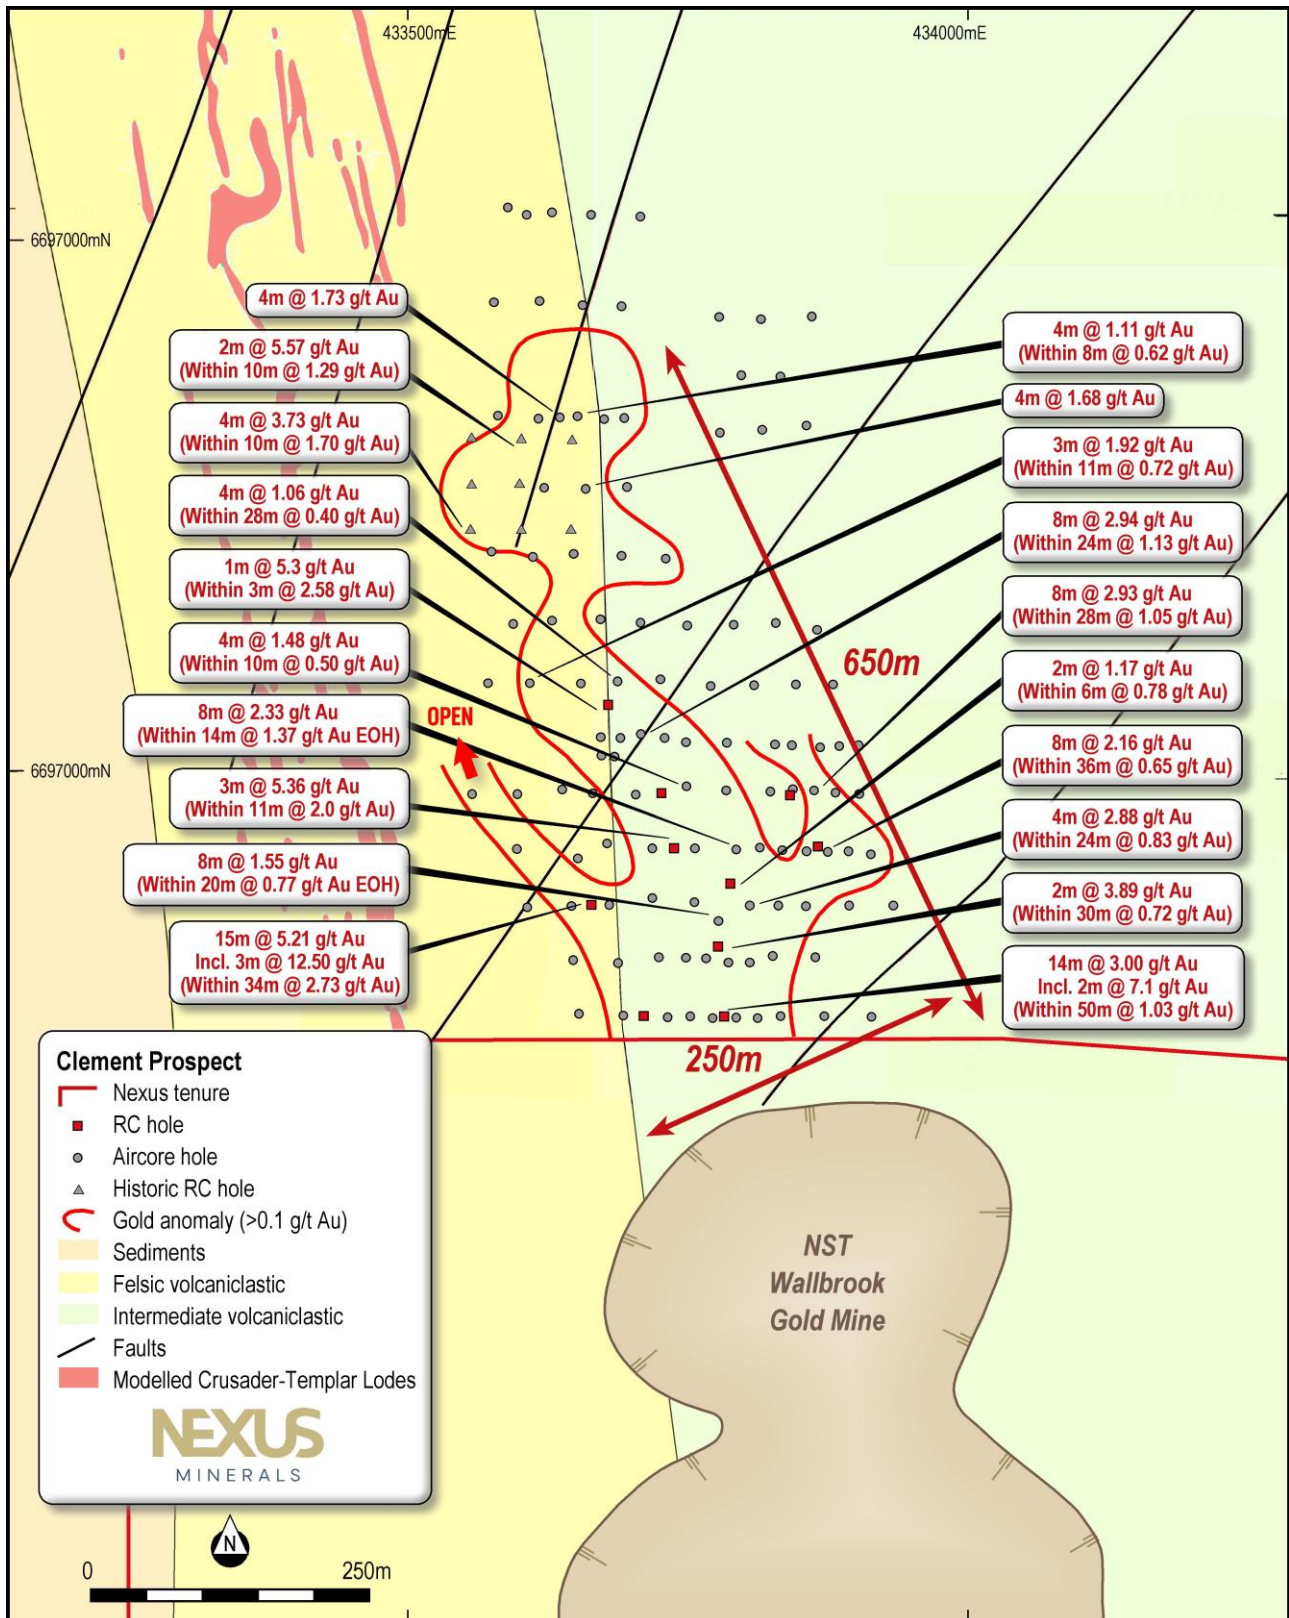 433500mE
434000mE
6697000mN
4m @ 1.73 g/t Au
2m @ 5.57 g/t Au
(Within 10m @ 1.29 g/t Au)
4m @ 3.73 g/t Au
(Within 10m @ 1.70 g/t Au)
4m @ 1.06 g/t Au
(Within 28m @ 0.40 g/t Au)
1m @ 5.3 g/t Au
(Within 3m @ 2.58 g/t Au)
4m @ 1.48 g/t Au
(Within 10m @ 0.50 g/t Au)
8m @ 2.33 g/t Au
(Within 14m @ 1.37 g/t Au EOH)
6697000mN
3m @ 5.36 g/t Au
(Within 11m @ 2.0 g/t Au)
8m @ 1.55 g/t Au
(Within 20m @ 0.77 g/t Au EOH)
15m @ 5.21 g/t Au
Incl. 3m @ 12.50 g/t Au
(Within 34m @ 2.73 g/t Au)
OPEN
650m
250m
4m @ 1.11 g/t Au
(Within 8m @ 0.62 g/t Au)
4m @ 1.68 g/t Au
3m @ 1.92 g/t Au
(Within 11m @ 0.72 g/t Au)
8m @ 2.94 g/t Au
(Within 24m @ 1.13 g/t Au)
8m @ 2.93 g/t Au
(Within 28m @ 1.05 g/t Au)
2m @ 1.17 g/t Au
(Within 6m @ 0.78 g/t Au)
8m @ 2.16 g/t Au
(Within 36m @ 0.65 g/t Au)
4m @ 2.88 g/t Au
(Within 24m @ 0.83 g/t Au)
2m @ 3.89 g/t Au
(Within 30m @ 0.72 g/t Au)
14m @ 3.00 g/t Au
Incl. 2m @ 7.1 g/t Au
(Within 50m @ 1.03 g/t Au)
Clement Prospect
Nexus tenure
RC hole
Aircore hole
Historic RC hole
Gold anomaly (>0.1 g/t Au)
Sediments
Felsic volcaniclastic
Intermediate volcaniclastic
Faults
Modelled Crusader-Templar Lodes
NEXUS
MINERALS
NST
Wallbrook
Gold Mine
N
0
250m